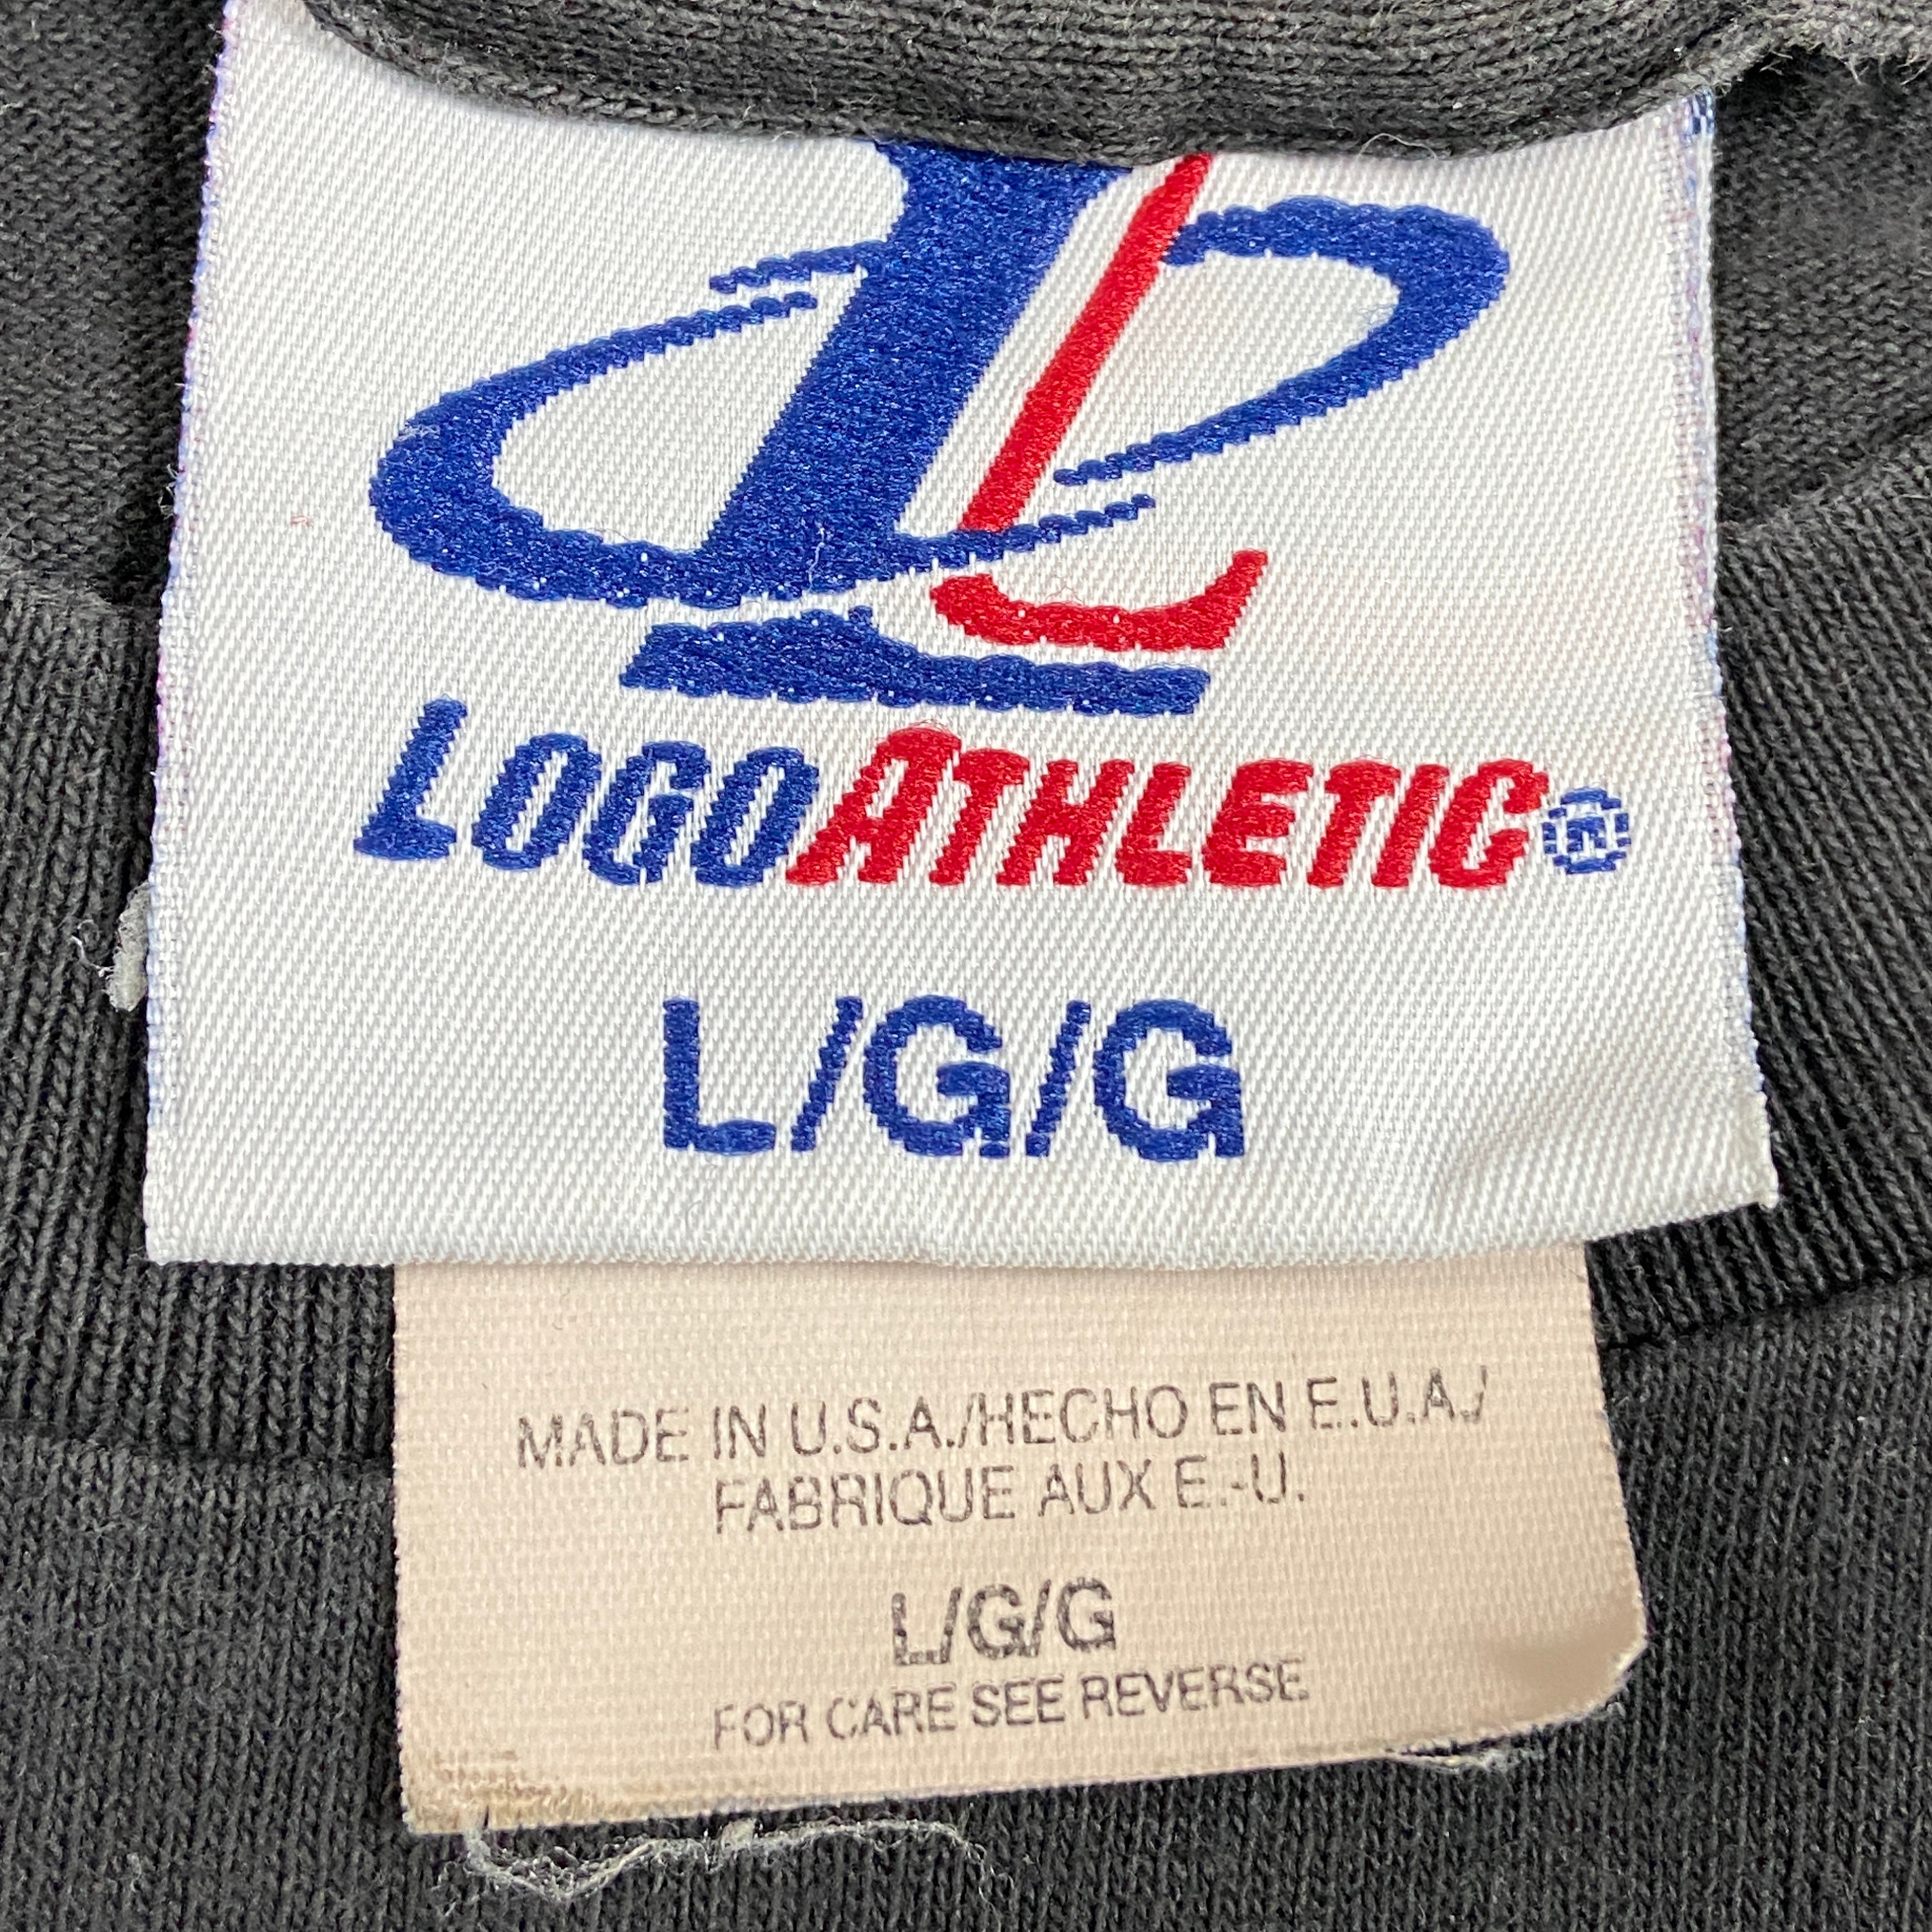 LOGOATHLETIC®
L/G/G
MADE IN U.S.A./HECHO EN E.U.A./
FABRIQUE AUX E.-U.
L/G/G
FOR CARE SEE REVERSE